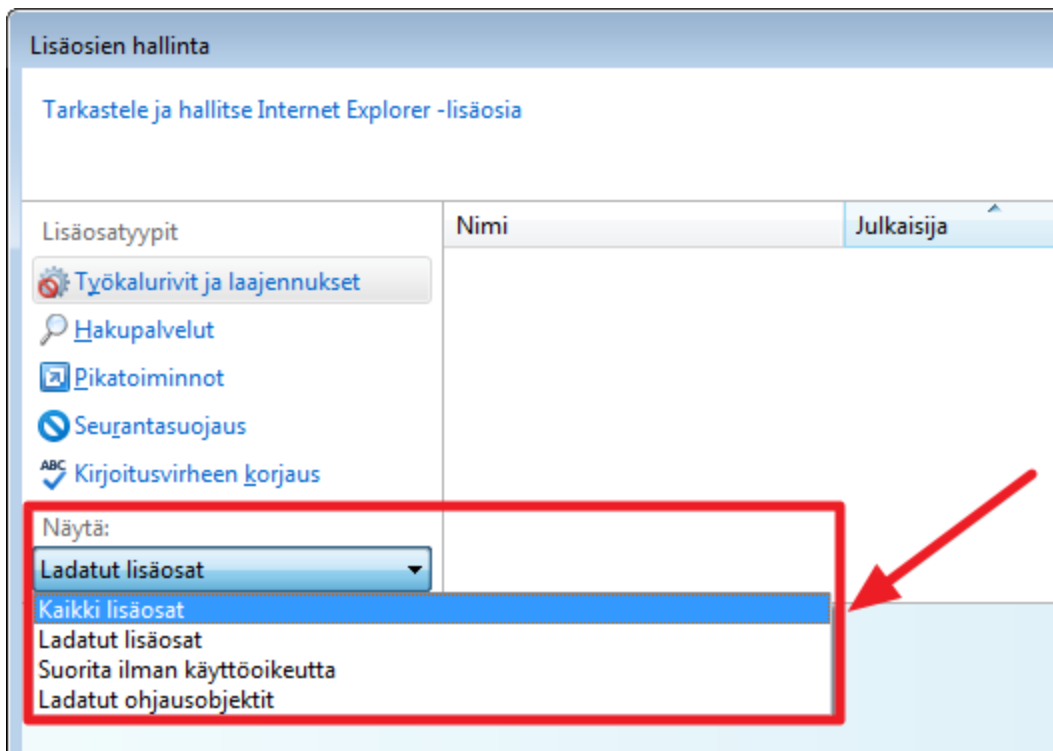 Lisäosien hallinta
Tarkastele ja hallitse Internet Explorer -lisäosia
Lisäosatyypit
Nimi
Julkaisija
Työkalurivit ja laajennukset
Hakupalvelut
Pikatoiminnot
Seurantasuojaus
ABC
Kirjoitusvirheen korjaus
Näytä:
Ladatut lisäosat
Kaikki lisäosat
Ladatut lisäosat
Suorita ilman käyttöoikeutta
Ladatut ohjausobjektit